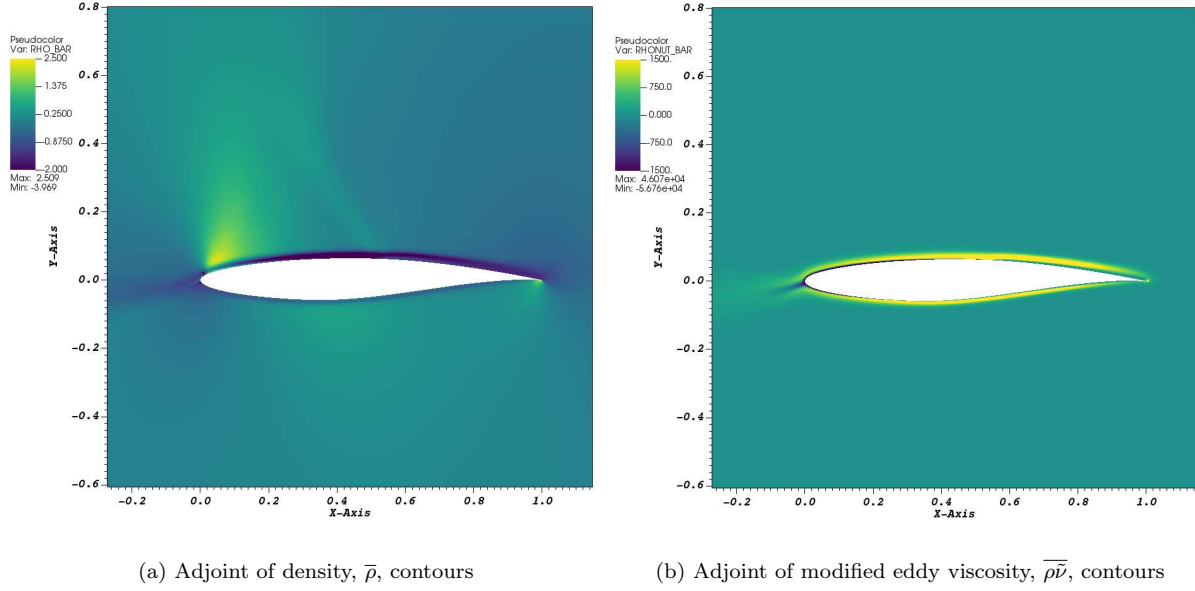 Pseudocolor
Var: RHO_BAR
2.500
1.375
0.2500
-0.8750
-2.000
Max: 2.509
Min: -3.969
0.8
0.6
0.4
0.2
0.0
-0.2
-0.4
-0.6
Y-Axis
-0.2 0.0 0.2 0.4 0.6 0.8 1.0
X-Axis
(a) Adjoint of density, ρ̅, contours
Pseudocolor
Var: RHONUT_BAR
1500.
750.0
0.000
-750.0
-1500.
Max: 4.607e+04
Min: -5.676e+04
0.8
0.6
0.4
0.2
0.0
-0.2
-0.4
-0.6
Y-Axis
-0.2 0.0 0.2 0.4 0.6 0.8 1.0
X-Axis
(b) Adjoint of modified eddy viscosity, ρ̅ν̃̅, contours